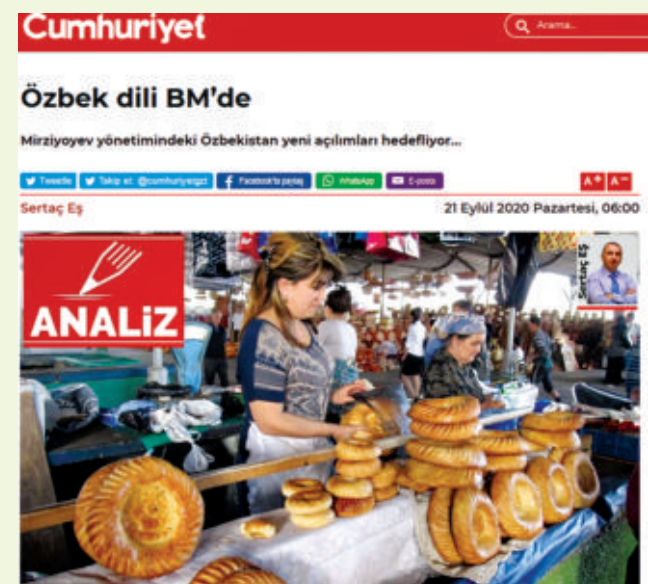 Cumhuriyet
Arama...
Özbek dili BM’de
Mirziyoyev yönetimindeki Özbekistan yeni açılımları hedefliyor...
Tweetle Takip et: @cumhuriyetgzt Facebook'ta paylaş WhatsApp E-posta A+ A-
Sertaç Eş 21 Eylül 2020 Pazartesi, 06:00
ANALİZ
Sertaç Eş